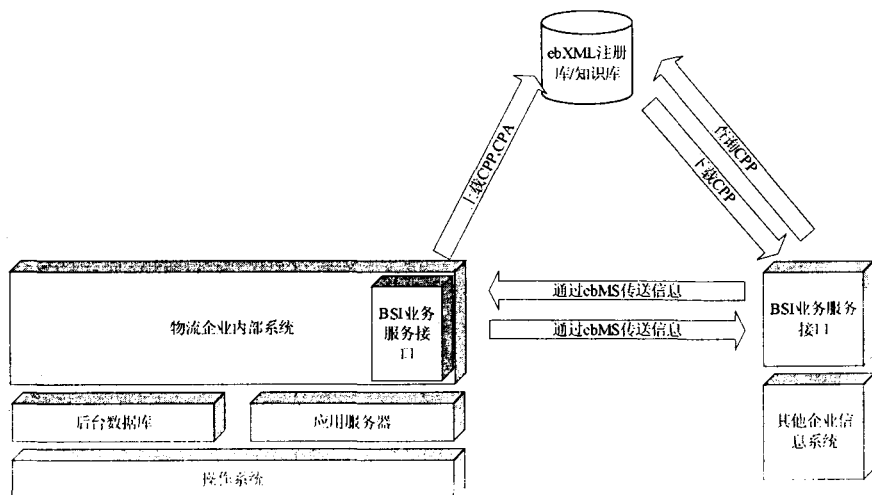 ebXML注册
库/知识库
上载CPP,CPA
查询CPP
下载CPP
物流企业内部系统
BSI业务
服务接
口
通过ebMS传送信息
通过ebMS传送信息
BSI业务服务
接口
后台数据库
应用服务器
其他企业信
息系统
操作系统